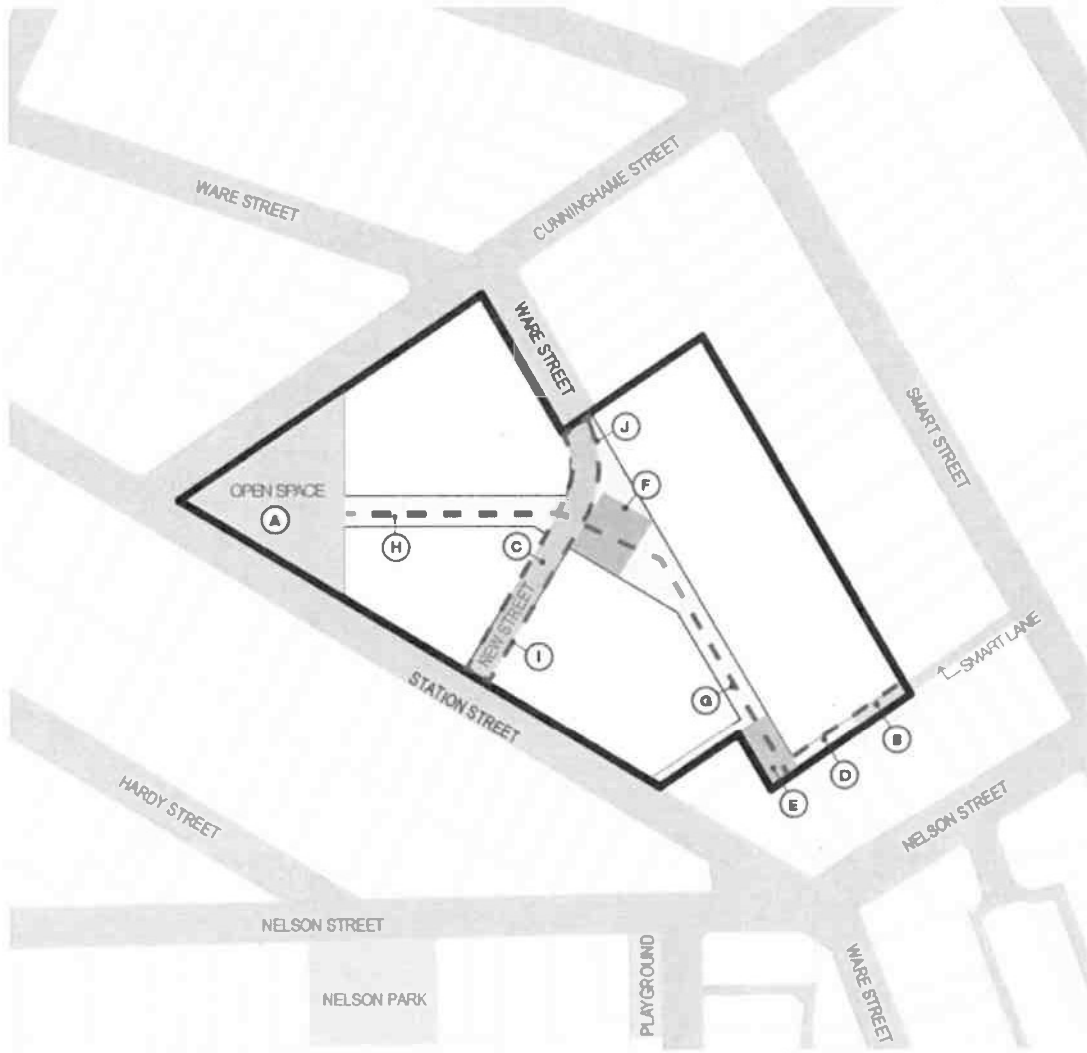 WARE STREET
CUNNINGHAME STREET
WARE STREET
SMART STREET
J
F
OPEN SPACE
A
H
C
NEW STREET
I
SMART LANE
STATION STREET
G
B
D
E
HARDY STREET
NELSON STREET
NELSON STREET
NELSON PARK
PLAYGROUND
WARE STREET